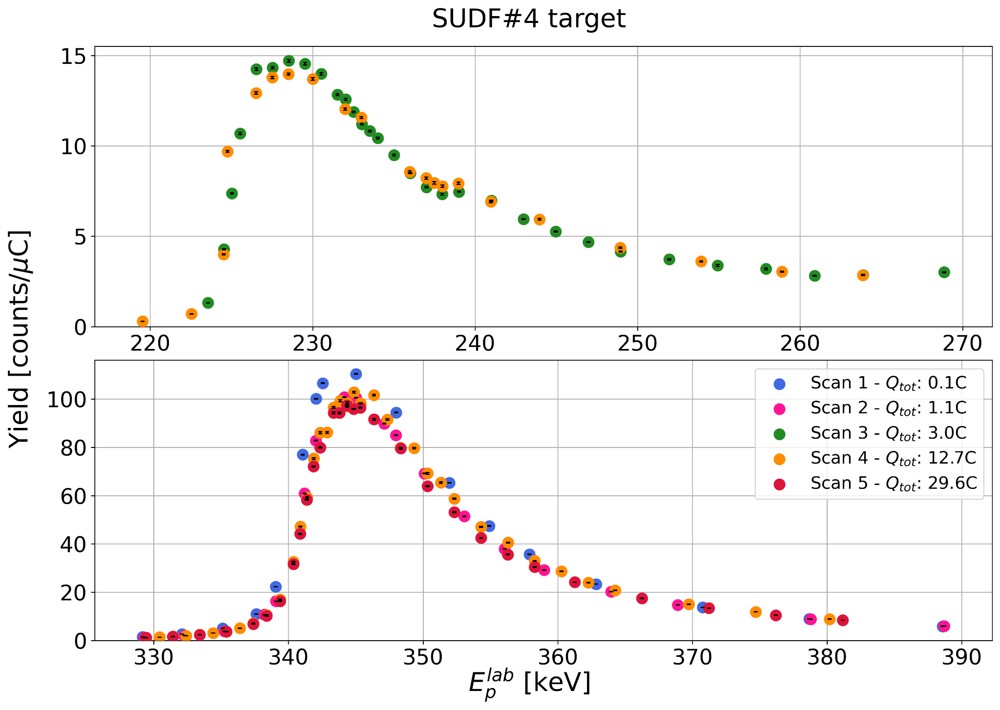 SUDF#4 target
15
10
5
0
220 230 240 250 260 270
Yield [counts/μC]
100
80
60
40
20
0
330 340 350 360 370 380 390
Scan 1 - Q_tot: 0.1C
Scan 2 - Q_tot: 1.1C
Scan 3 - Q_tot: 3.0C
Scan 4 - Q_tot: 12.7C
Scan 5 - Q_tot: 29.6C
E_p^lab [keV]